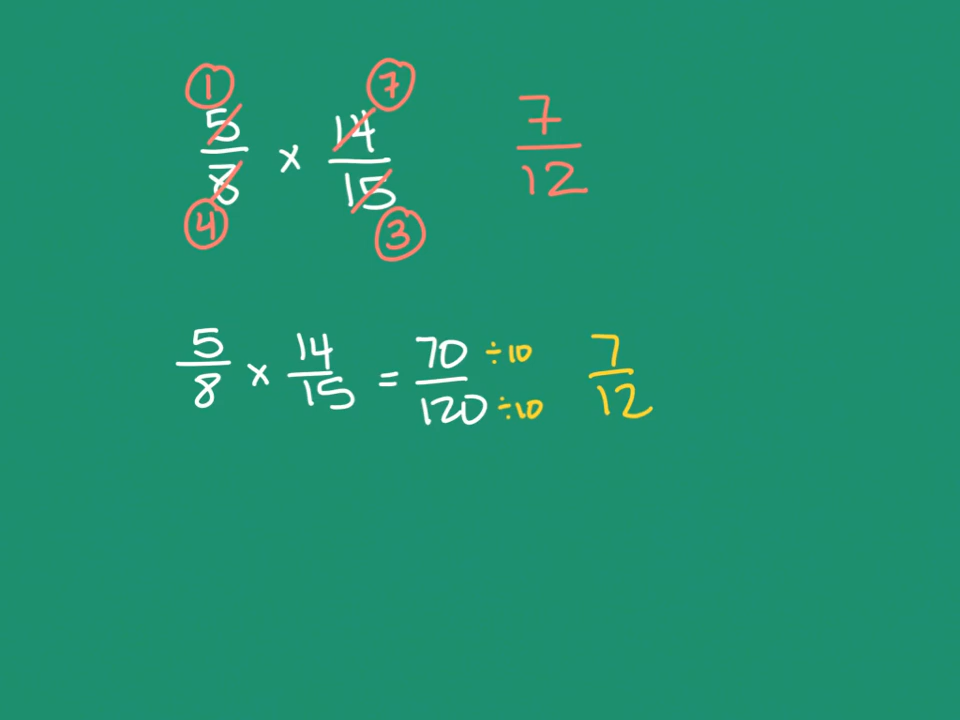 1 7
5/8 × 14/15 7/12
4 3
5/8 × 14/15 = 70/120 ÷10 ÷10 7/12